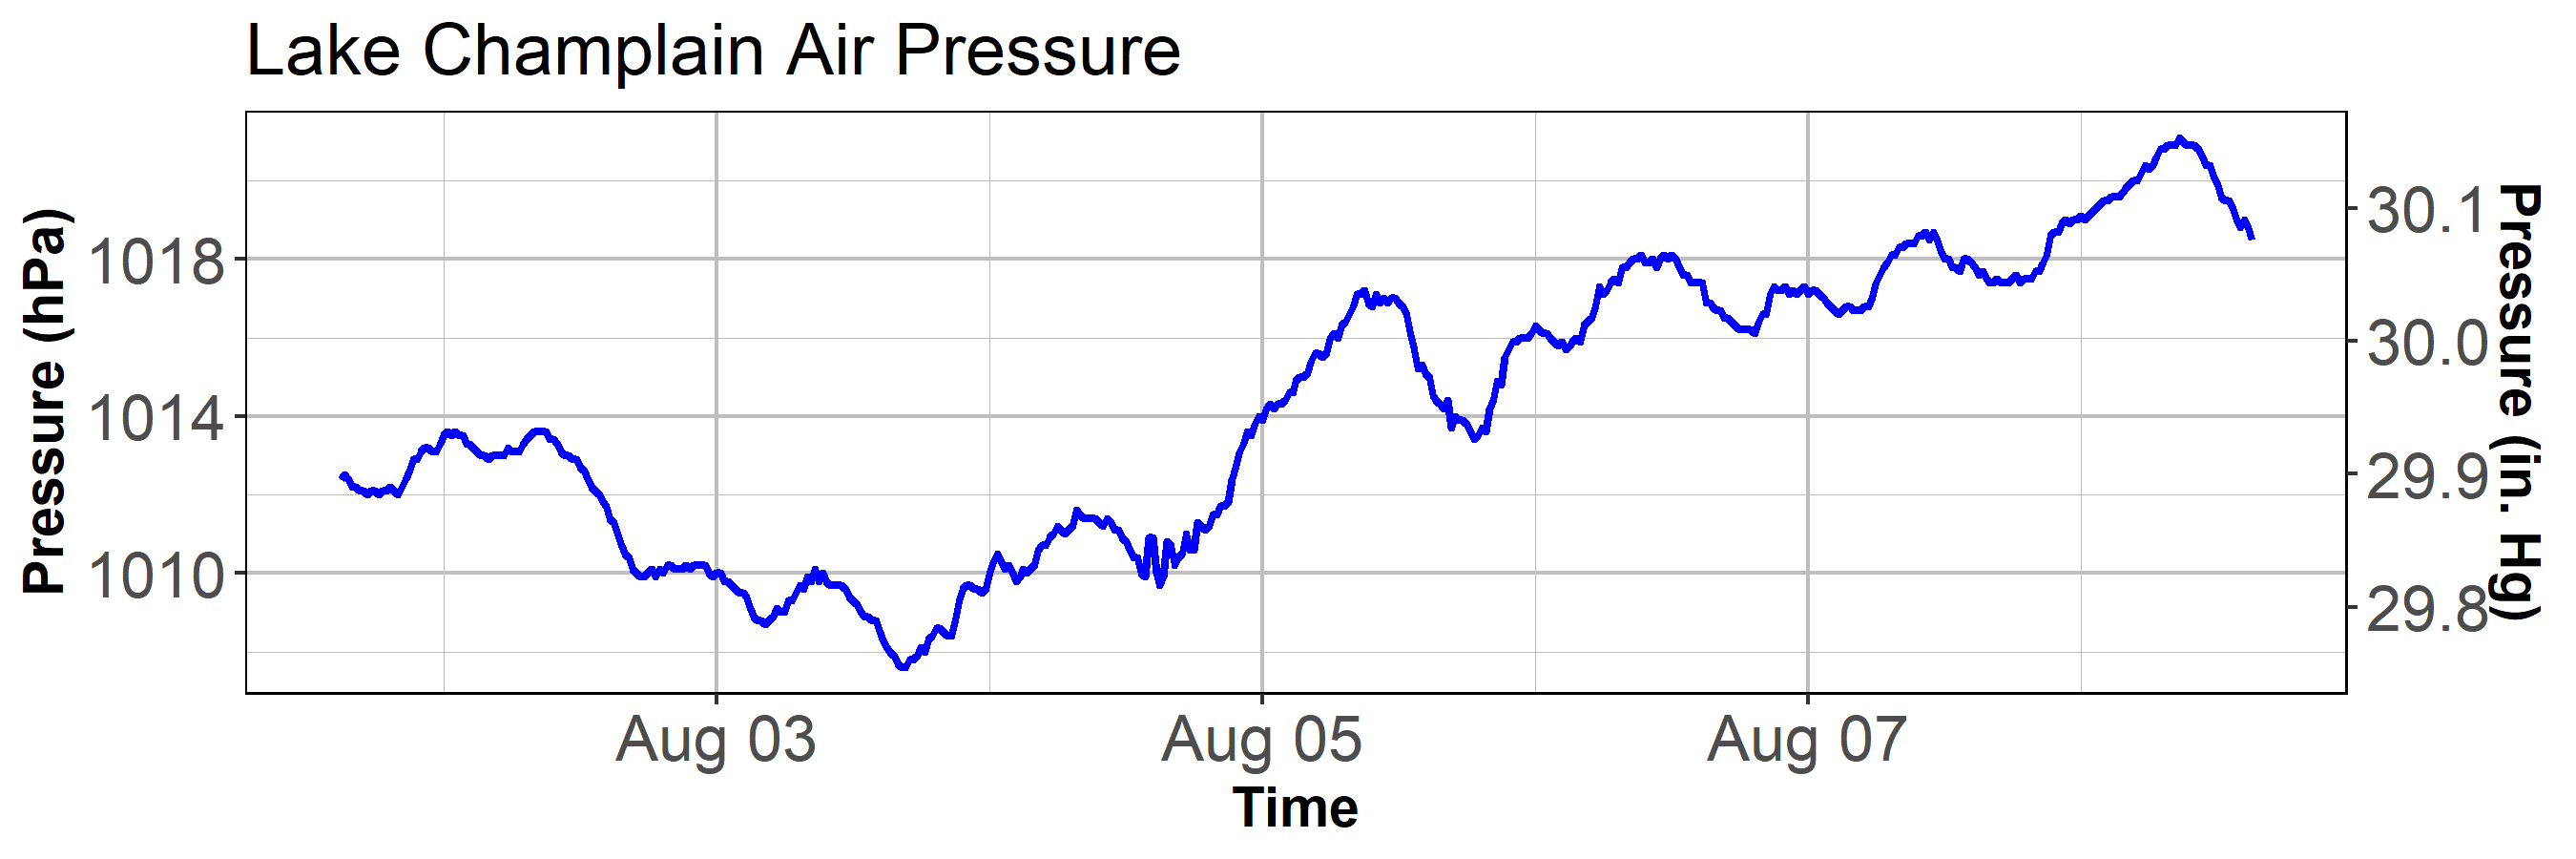 Lake Champlain Air Pressure
Pressure (hPa)
1018
1014
1010
30.1
30.0
29.9
29.8
Pressure (in. Hg)
Aug 03
Aug 05
Aug 07
Time